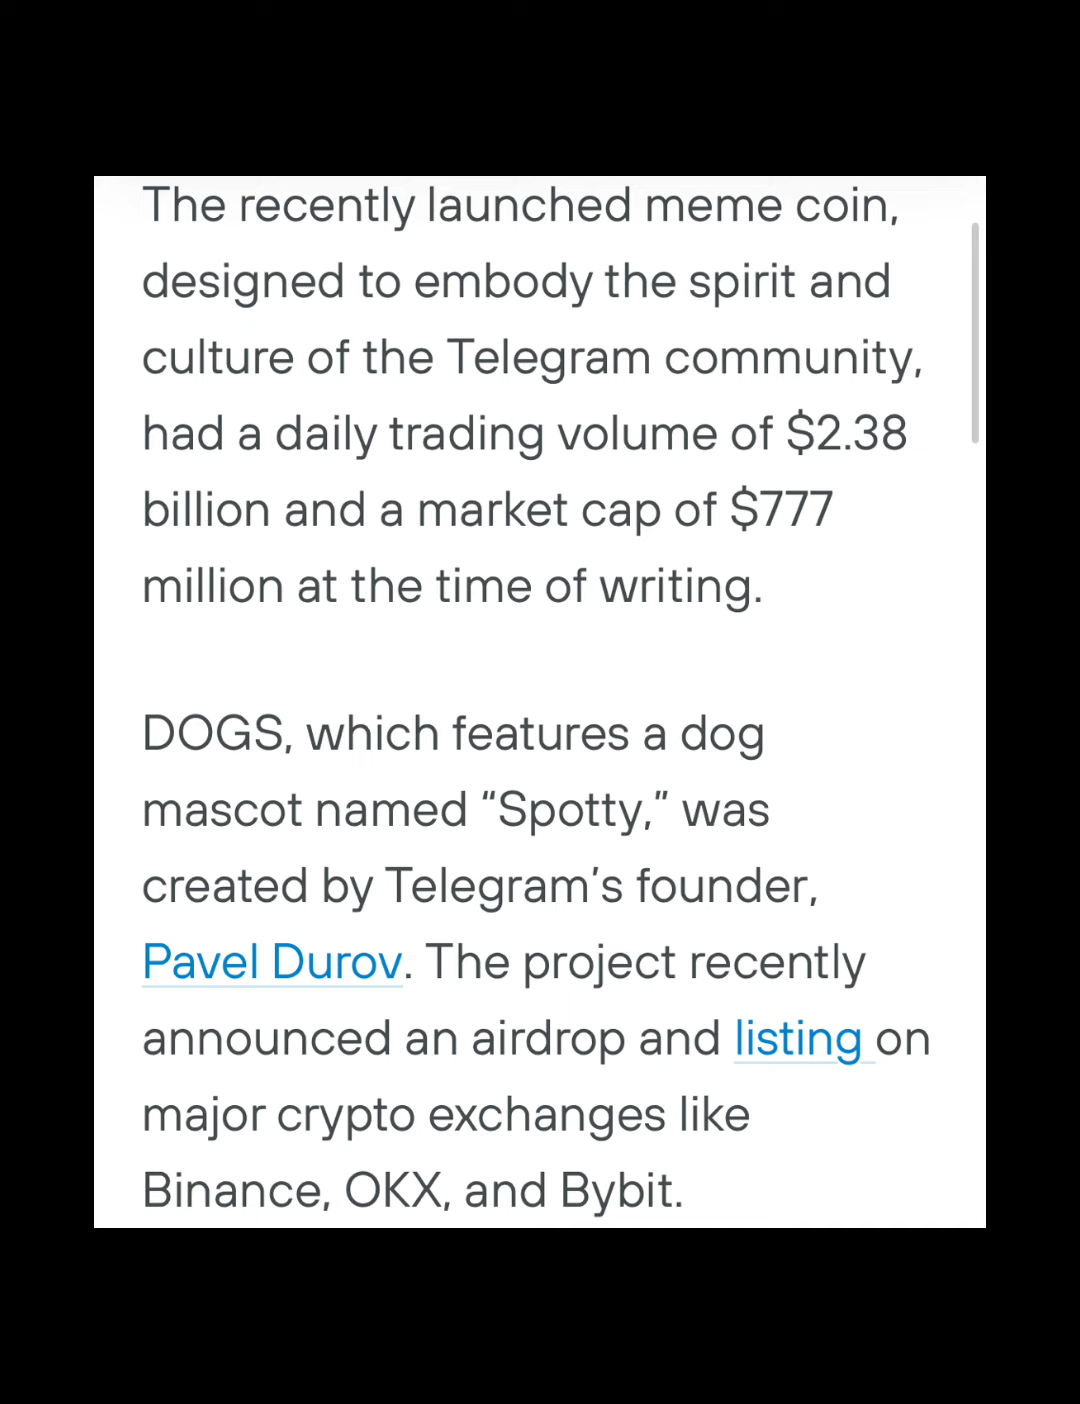 The recently launched meme coin,
designed to embody the spirit and
culture of the Telegram community,
had a daily trading volume of $2.38
billion and a market cap of $777
million at the time of writing.
DOGS, which features a dog
mascot named “Spotty,” was
created by Telegram’s founder,
Pavel Durov. The project recently
announced an airdrop and listing on
major crypto exchanges like
Binance, OKX, and Bybit.